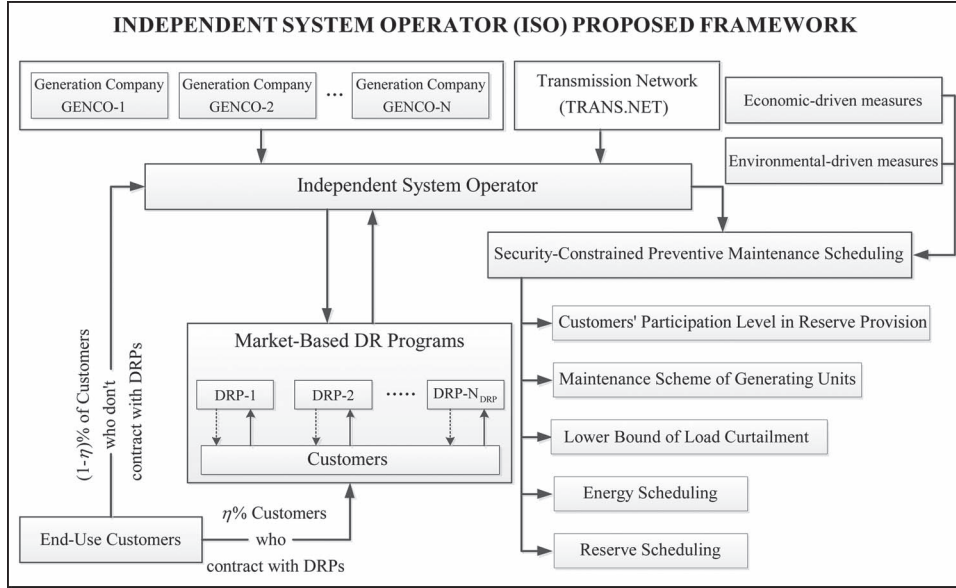 INDEPENDENT SYSTEM OPERATOR (ISO) PROPOSED FRAMEWORK
Generation Company
GENCO-1
Generation Company
GENCO-2
...
Generation Company
GENCO-N
Transmission Network
(TRANS.NET)
Economic-driven measures
Environmental-driven measures
Independent System Operator
Security-Constrained Preventive Maintenance Scheduling
Customers' Participation Level in Reserve Provision
Maintenance Scheme of Generating Units
Lower Bound of Load Curtailment
Energy Scheduling
Reserve Scheduling
Market-Based DR Programs
DRP-1
DRP-2
.....
DRP-N_DRP
Customers
(1-η)% of Customers
who don't
contract with DRPs
End-Use Customers
η% Customers
who
contract with DRPs